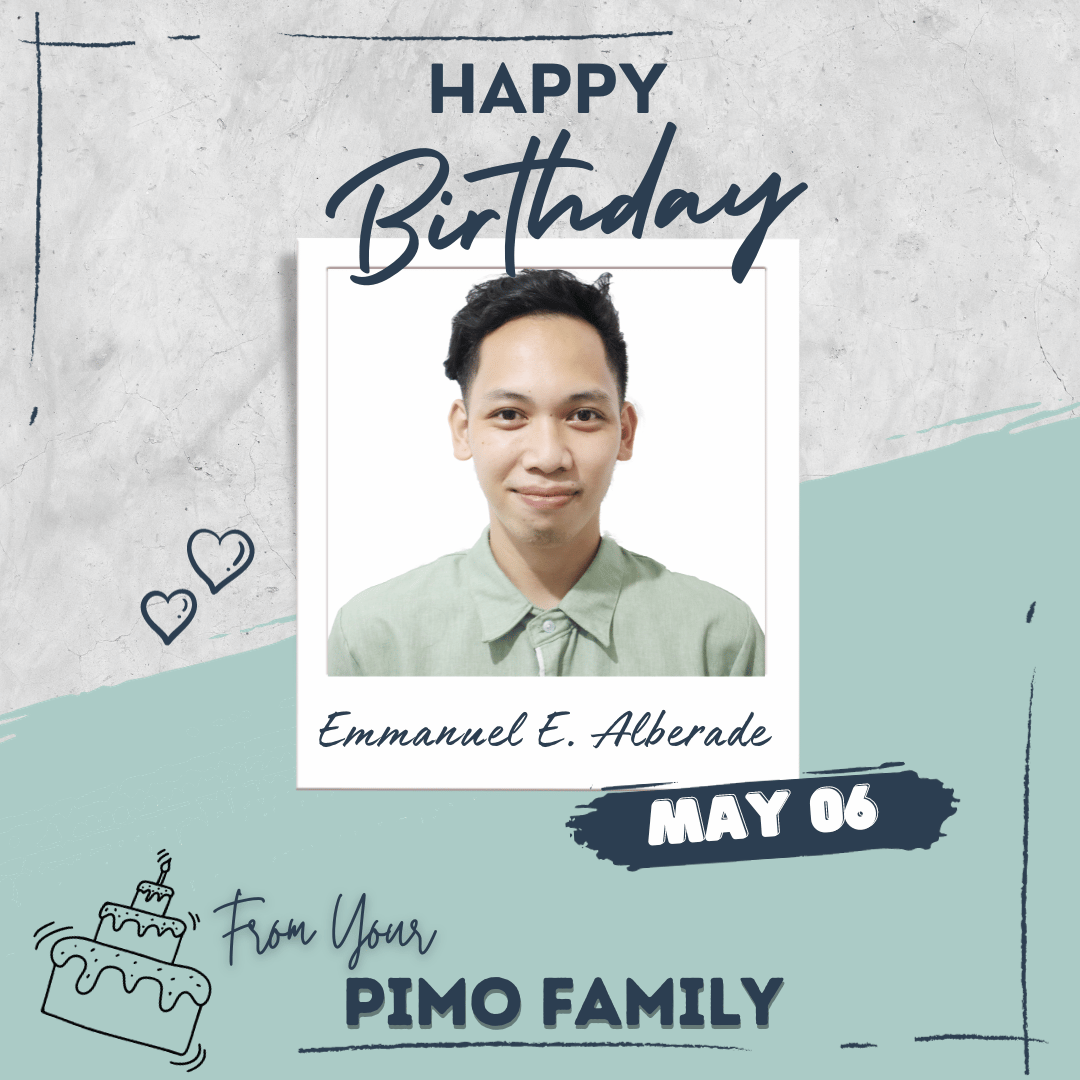 HAPPY
Birthday
Emmanuel E. Alberade
MAY 06
From Your
PIMO FAMILY